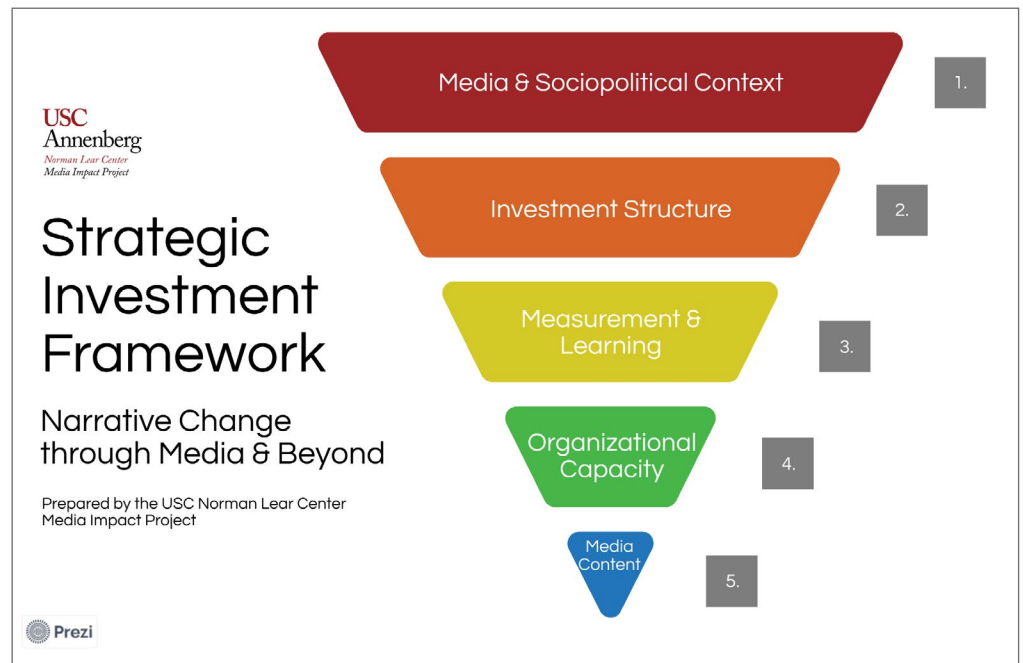 USC
Annenberg
Norman Lear Center
Media Impact Project
Strategic
Investment
Framework
Narrative Change
through Media & Beyond
Prepared by the USC Norman Lear Center
Media Impact Project
Media & Sociopolitical Context
1.
Investment Structure
2.
Measurement &
Learning
3.
Organizational
Capacity
4.
Media
Content
5.
Prezi